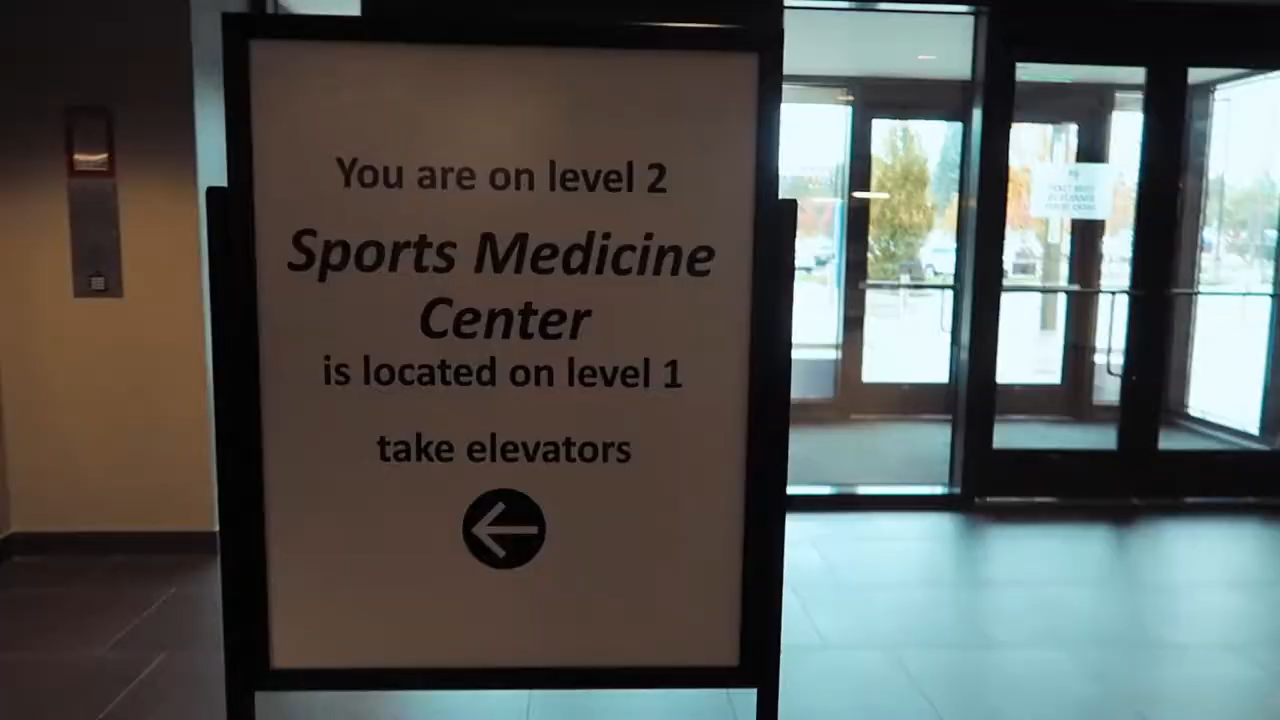 You are on level 2
Sports Medicine
Center
is located on level 1
take elevators